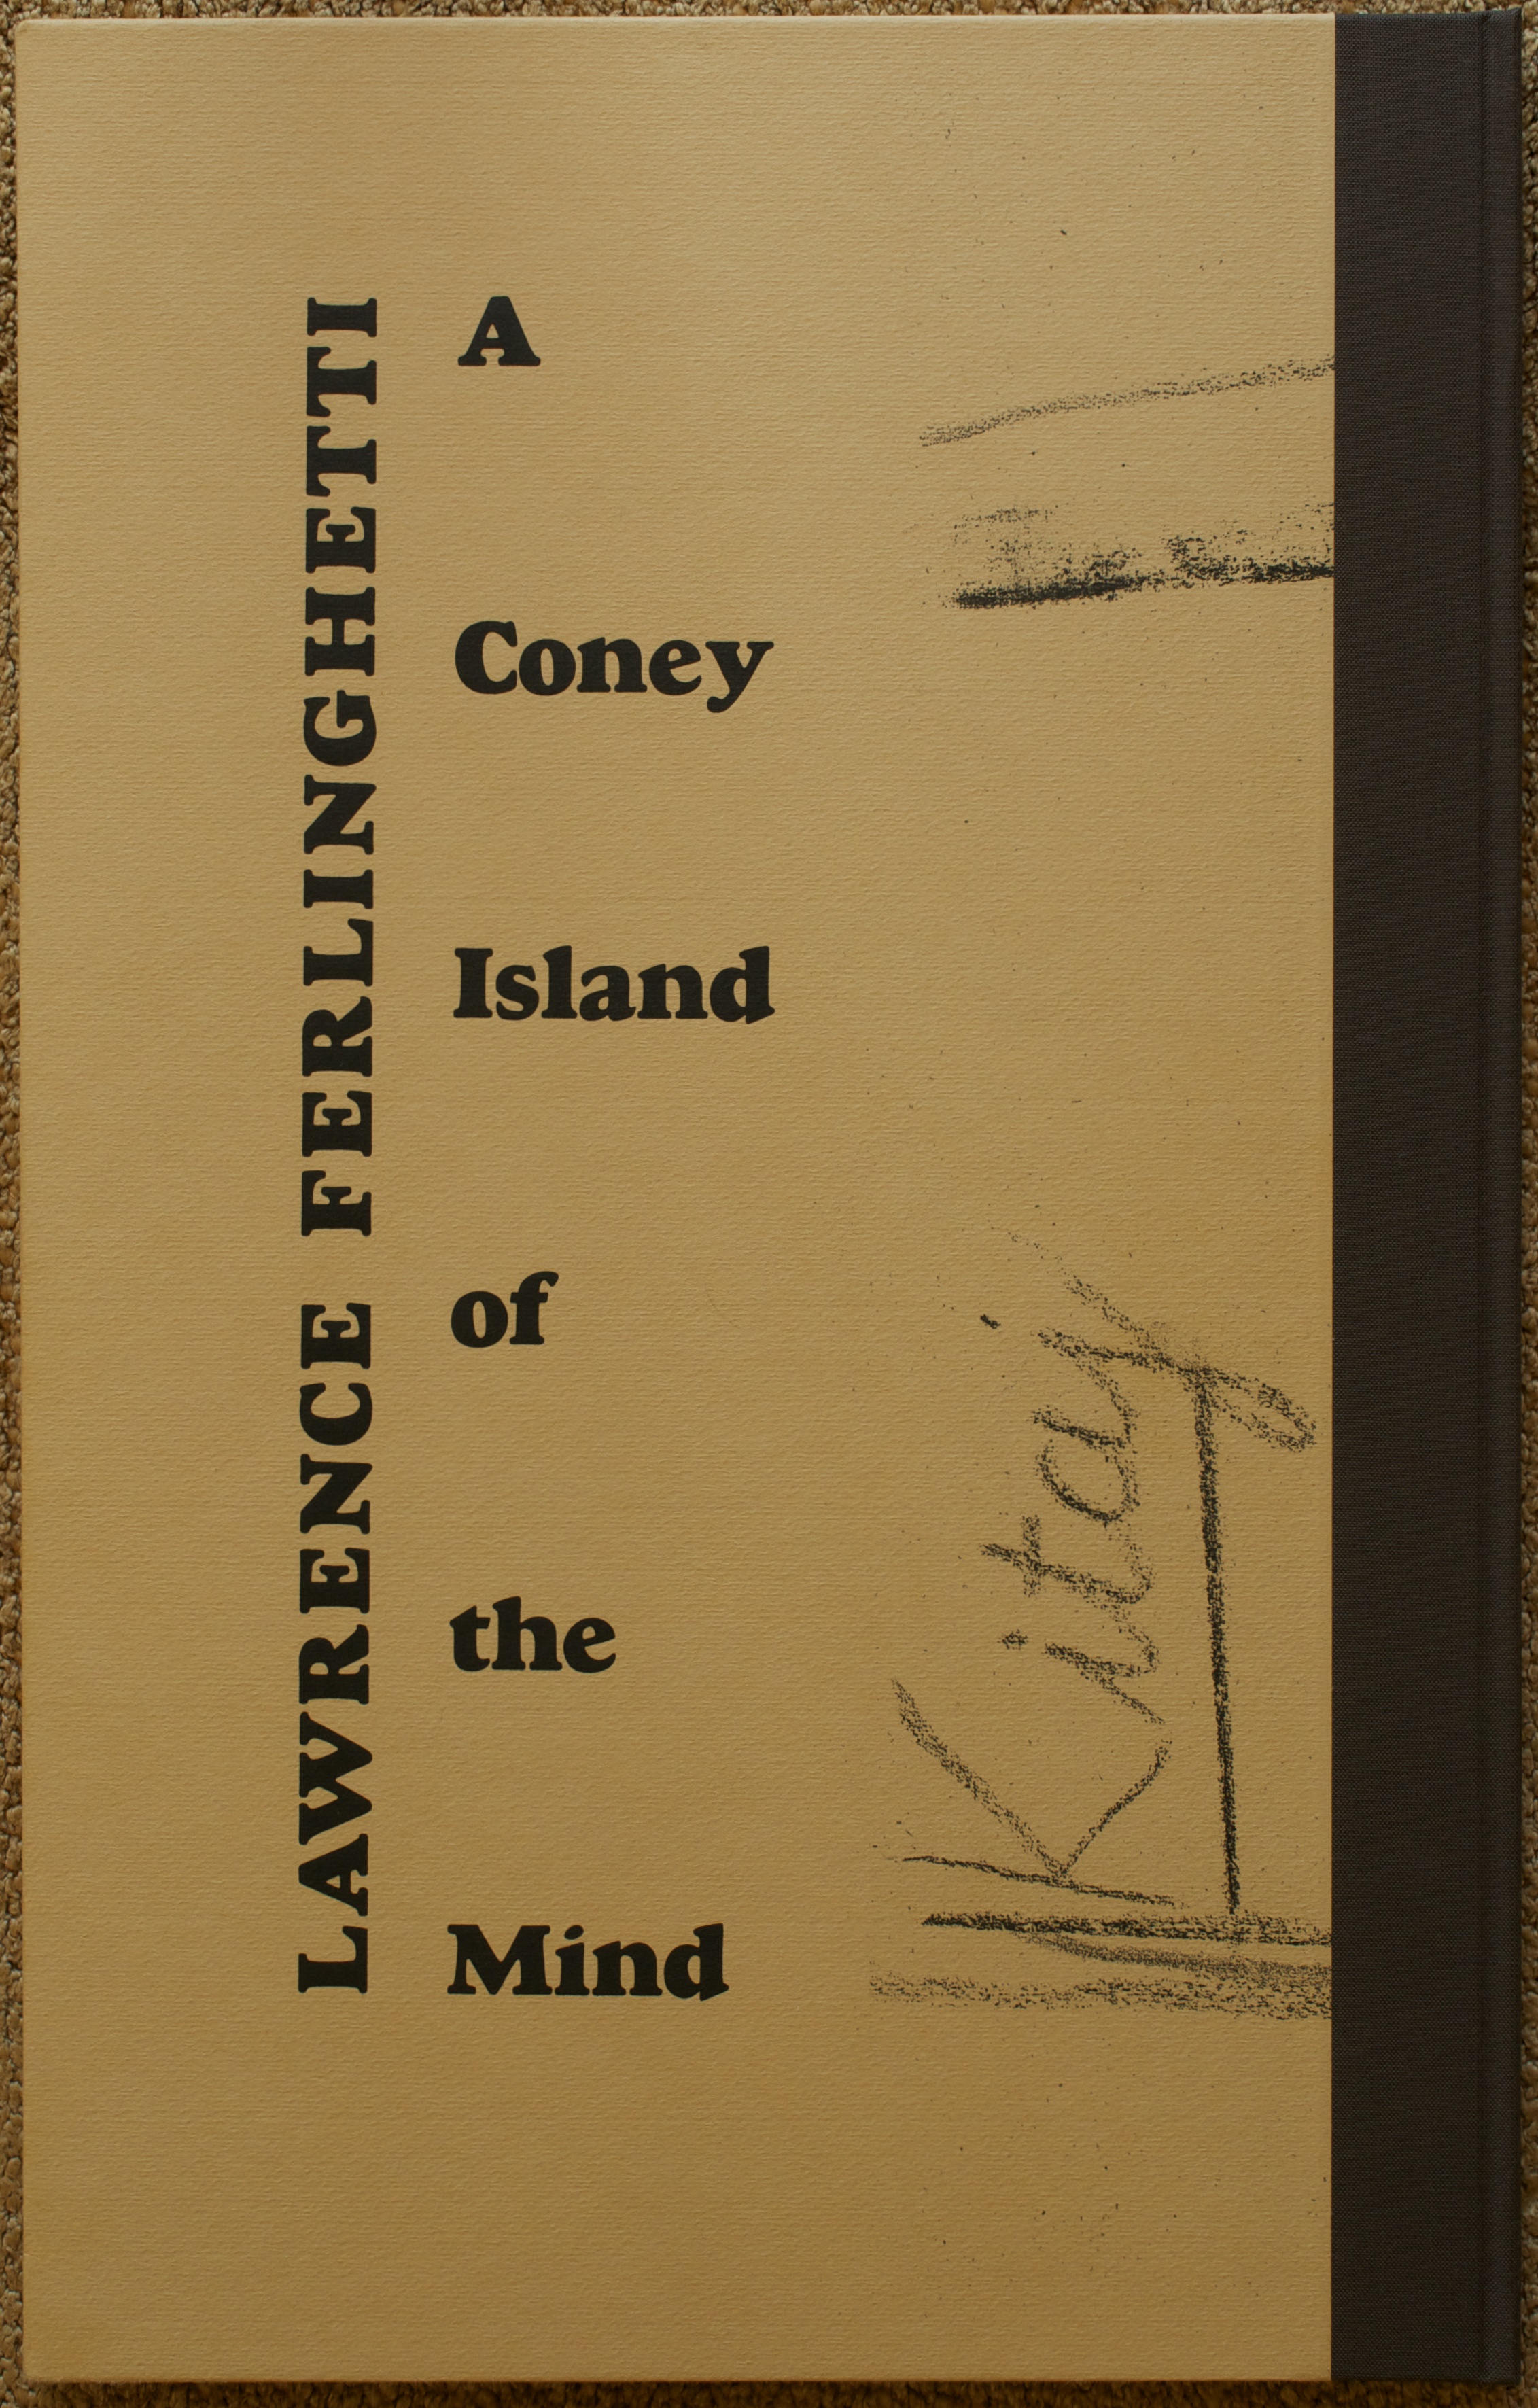 LAWRENCE FERLINGHETTI
A
Coney
Island
of
the
Mind
Kitaj